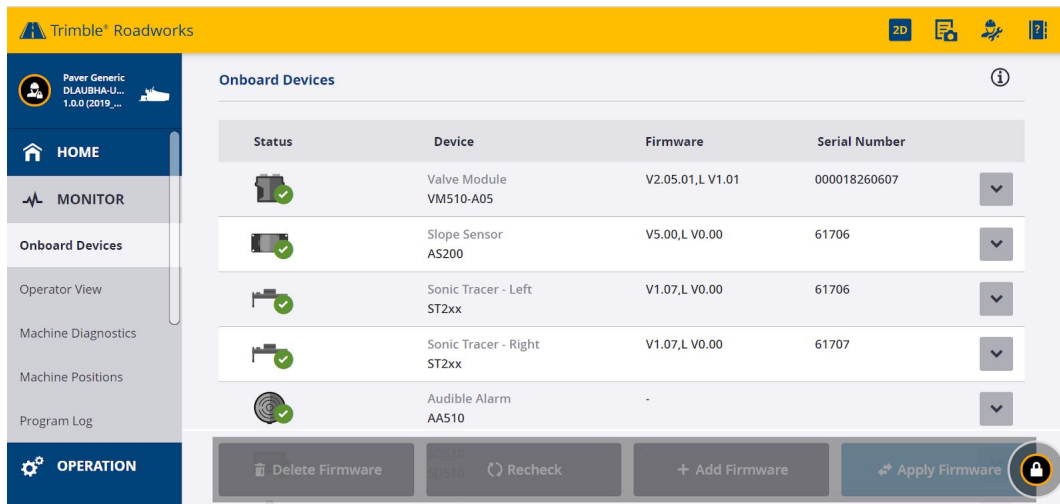 Trimble® Roadworks
2D
Paver Generic
DLAUBHA-U...
1.0.0 (2019_...
Onboard Devices
HOME
MONITOR
Onboard Devices
Operator View
Machine Diagnostics
Machine Positions
Program Log
OPERATION
Status Device Firmware Serial Number
Valve Module V2.05.01,L V1.01 000018260607
VM510-A05
Slope Sensor V5.00,L V0.00 61706
AS200
Sonic Tracer - Left V1.07,L V0.00 61706
ST2xx
Sonic Tracer - Right V1.07,L V0.00 61707
ST2xx
Audible Alarm -
AA510
SD510
Delete Firmware Recheck + Add Firmware Apply Firmware